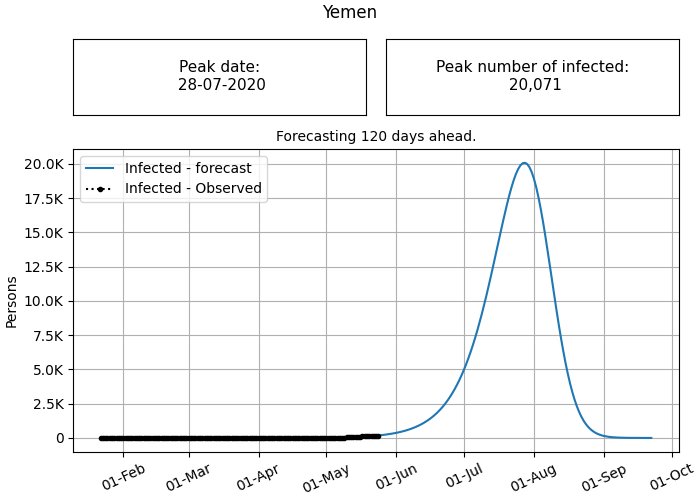 Yemen
Peak date:
28-07-2020
Peak number of infected:
20,071
Forecasting 120 days ahead.
Infected - forecast
Infected - Observed
Persons
20.0K
17.5K
15.0K
12.5K
10.0K
7.5K
5.0K
2.5K
0
01-Feb
01-Mar
01-Apr
01-May
01-Jun
01-Jul
01-Aug
01-Sep
01-Oct